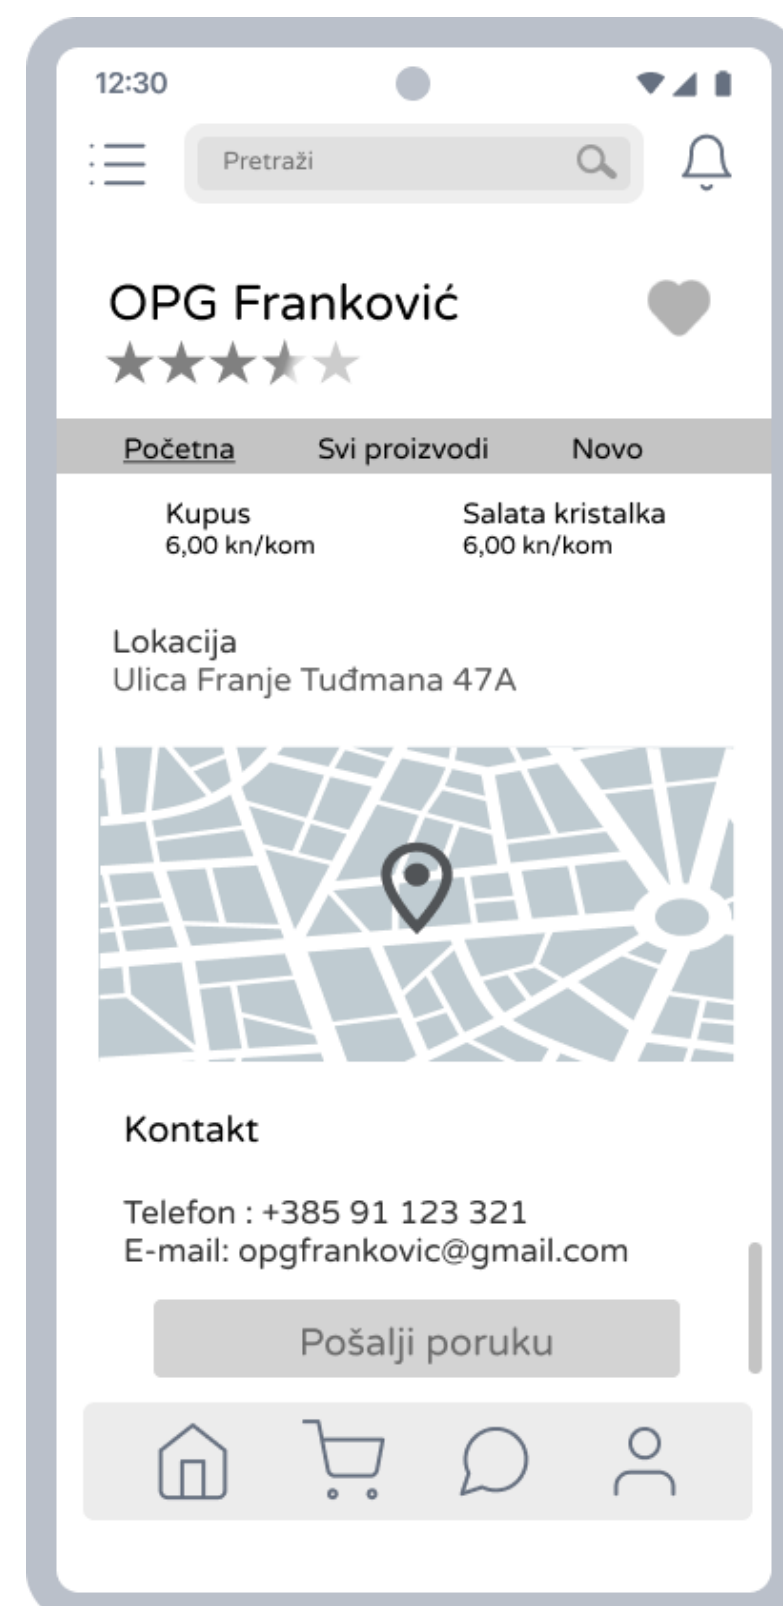 12:30
Pretraži
OPG Franković
Početna Svi proizvodi Novo
Kupus Salata kristalka
6,00 kn/kom 6,00 kn/kom
Lokacija
Ulica Franje Tuđmana 47A
Kontakt
Telefon : +385 91 123 321
E-mail: opgfrankovic@gmail.com
Pošalji poruku